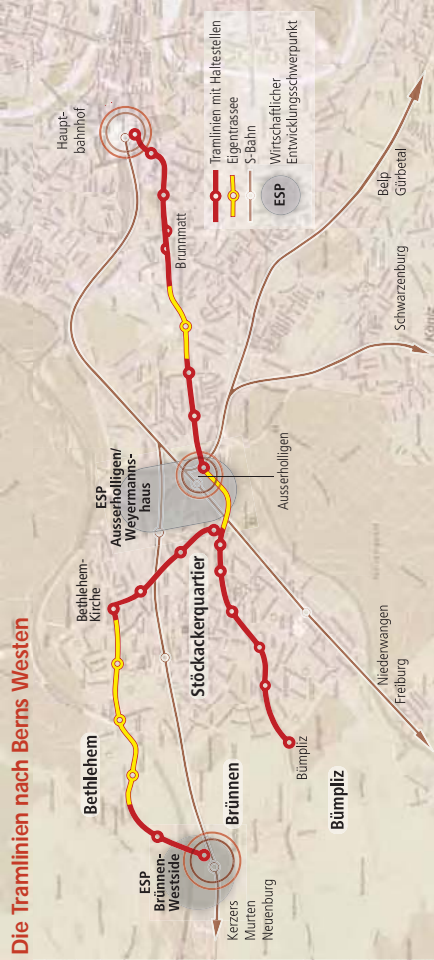 Die Tramlinien nach Berns Westen
Bethlehem
Bethlehem-
Kirche
ESP
Ausserholligen/
Weyermanns-
haus
Haupt-
bahnhof
ESP
Brünnen-
Westside
Stöckackerquartier
Brunnmatt
Tramlinien mit Haltestellen
Eigentrassee
S-Bahn
ESP
Wirtschaftlicher
Entwicklungsschwerpunkt
Kerzers
Murten
Neuenburg
Brünnen
Bümpliz
Bümpliz
Ausserholligen
Niederwangen
Freiburg
Schwarzenburg
Belp
Gürbetal
Köniz